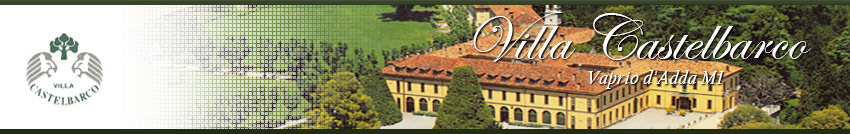 VILLA
CASTELBARCO
Villa Castelbarco
Vaprio d'Adda MI